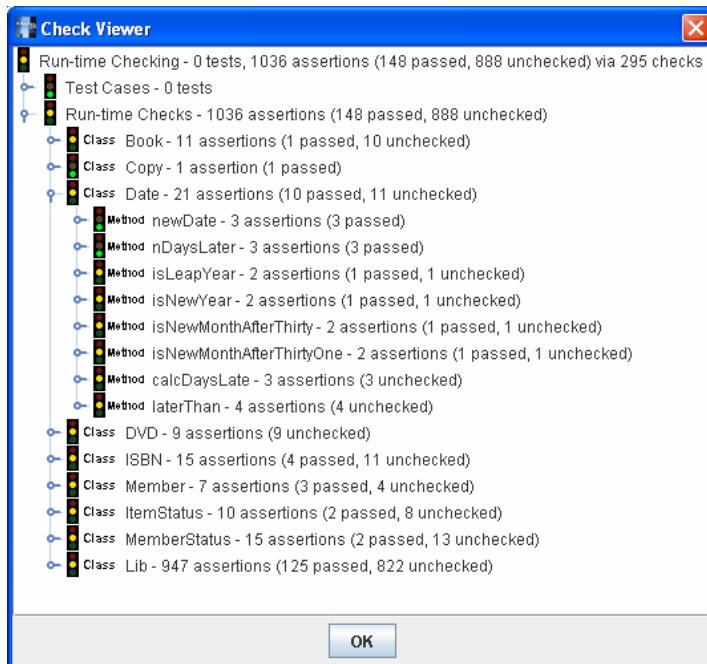 Check Viewer
Run-time Checking - 0 tests, 1036 assertions (148 passed, 888 unchecked) via 295 checks
Test Cases - 0 tests
Run-time Checks - 1036 assertions (148 passed, 888 unchecked)
Class Book - 11 assertions (1 passed, 10 unchecked)
Class Copy - 1 assertion (1 passed)
Class Date - 21 assertions (10 passed, 11 unchecked)
Method newDate - 3 assertions (3 passed)
Method nDaysLater - 3 assertions (3 passed)
Method isLeapYear - 2 assertions (1 passed, 1 unchecked)
Method isNewYear - 2 assertions (1 passed, 1 unchecked)
Method isNewMonthAfterThirty - 2 assertions (1 passed, 1 unchecked)
Method isNewMonthAfterThirtyOne - 2 assertions (1 passed, 1 unchecked)
Method calcDaysLate - 3 assertions (3 unchecked)
Method laterThan - 4 assertions (4 unchecked)
Class DVD - 9 assertions (9 unchecked)
Class ISBN - 15 assertions (4 passed, 11 unchecked)
Class Member - 7 assertions (3 passed, 4 unchecked)
Class ItemStatus - 10 assertions (2 passed, 8 unchecked)
Class MemberStatus - 15 assertions (2 passed, 13 unchecked)
Class Lib - 947 assertions (125 passed, 822 unchecked)
OK